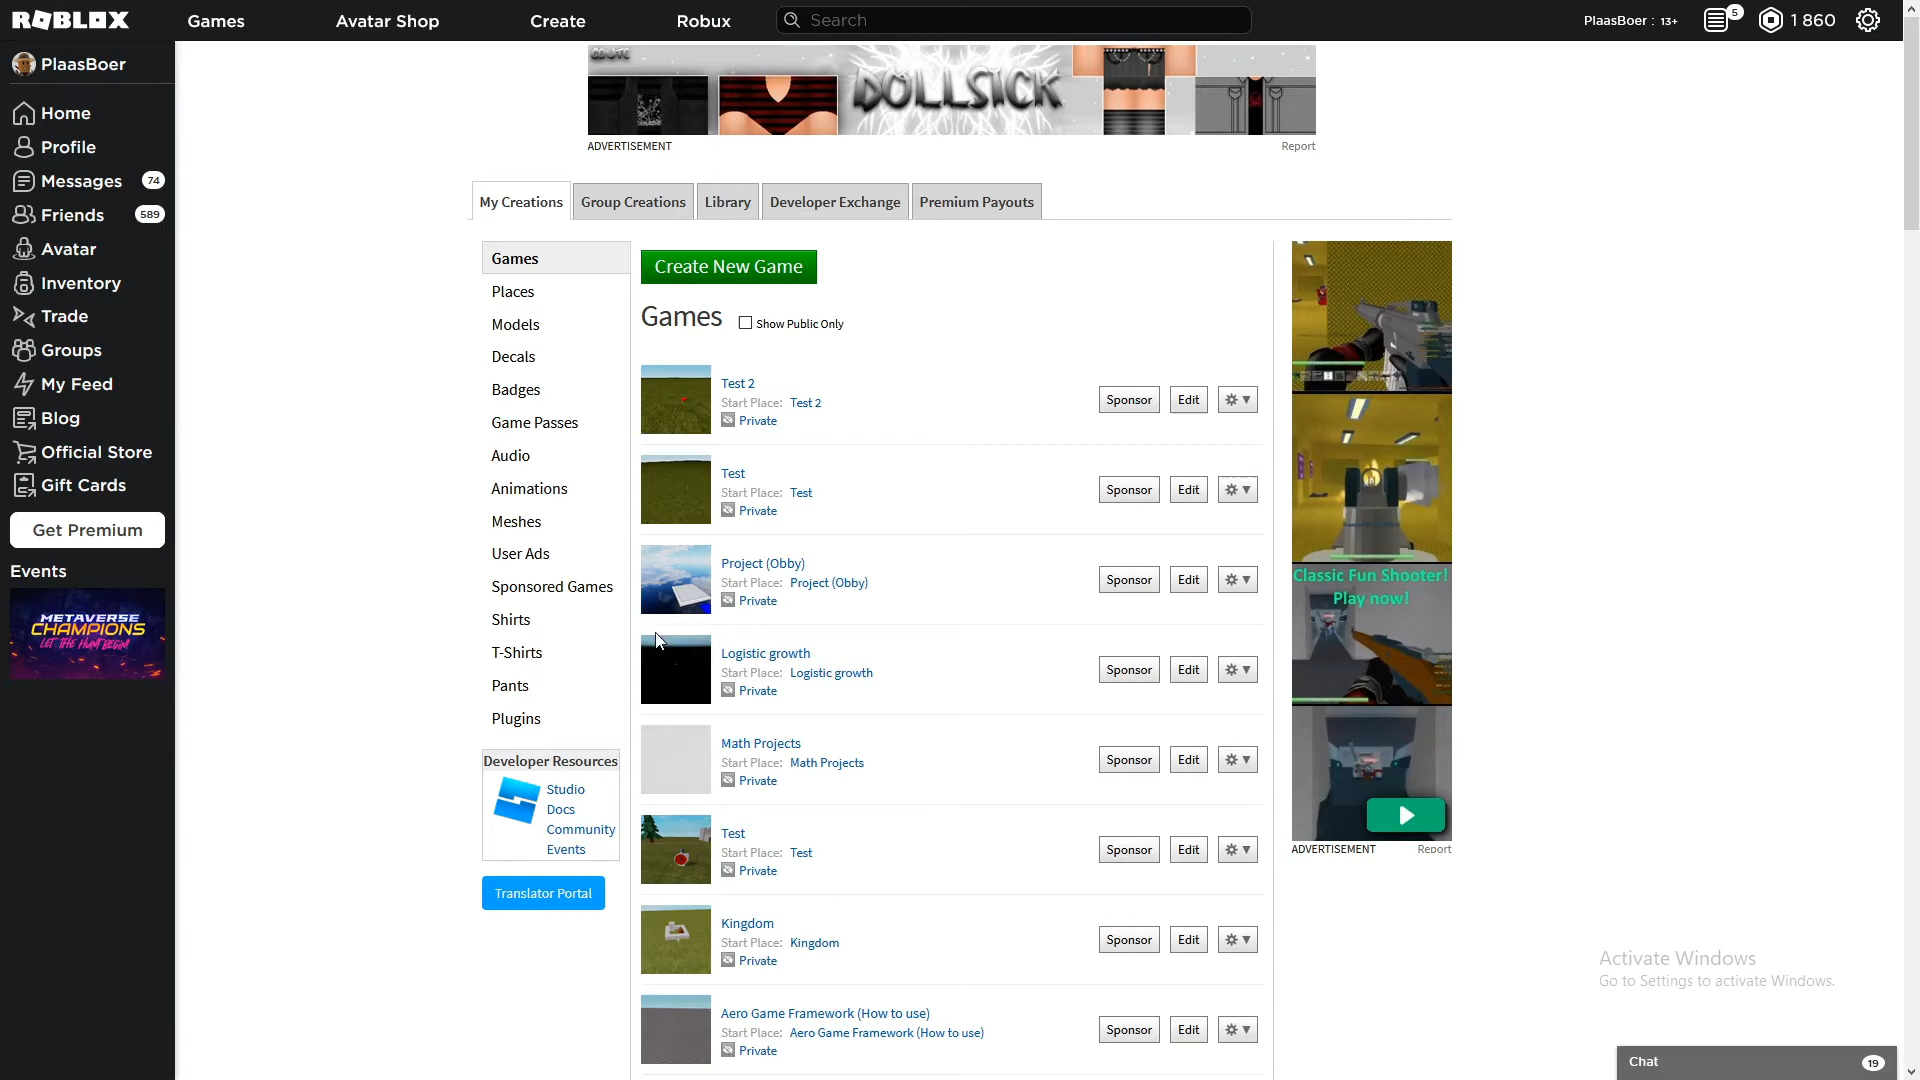 ROBLOX
Games
Avatar Shop
Create
Robux
Search
PlaasBoer : 13+
5
1 860
PlaasBoer
Home
Profile
Messages 74
Friends 589
Avatar
Inventory
Trade
Groups
My Feed
Blog
Official Store
Gift Cards
Get Premium
Events
METAVERSE
CHAMPIONS
LET THE HUNT BEGIN!
DOLLSICK
ADVERTISEMENT
Report
My Creations
Group Creations
Library
Developer Exchange
Premium Payouts
Games
Places
Models
Decals
Badges
Game Passes
Audio
Animations
Meshes
User Ads
Sponsored Games
Shirts
T-Shirts
Pants
Plugins
Developer Resources
Studio
Docs
Community
Events
Translator Portal
Create New Game
Games
Show Public Only
Test 2
Start Place: Test 2
Private
Sponsor
Edit
Test
Start Place: Test
Private
Sponsor
Edit
Project (Obby)
Start Place: Project (Obby)
Private
Sponsor
Edit
Logistic growth
Start Place: Logistic growth
Private
Sponsor
Edit
Math Projects
Start Place: Math Projects
Private
Sponsor
Edit
Test
Start Place: Test
Private
Sponsor
Edit
Kingdom
Start Place: Kingdom
Private
Sponsor
Edit
Aero Game Framework (How to use)
Start Place: Aero Game Framework (How to use)
Private
Sponsor
Edit
Classic Fun Shooter!
Play now!
ADVERTISEMENT
Report
Activate Windows
Go to Settings to activate Windows.
Chat
19